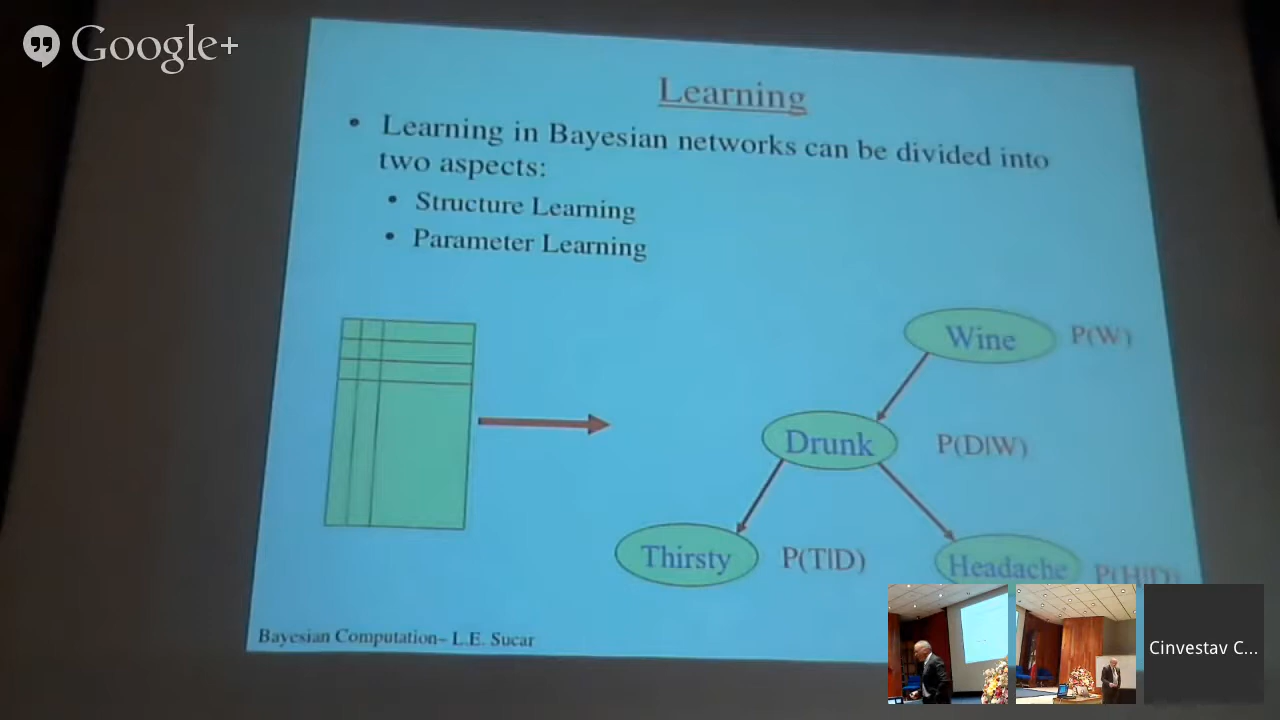 Google+
Learning
• Learning in Bayesian networks can be divided into
two aspects:
• Structure Learning
• Parameter Learning
Wine P(W)
Drunk P(D|W)
Thirsty P(T|D)
Headache P(H|D)
Bayesian Computation– L.E. Sucar
Cinvestav C...